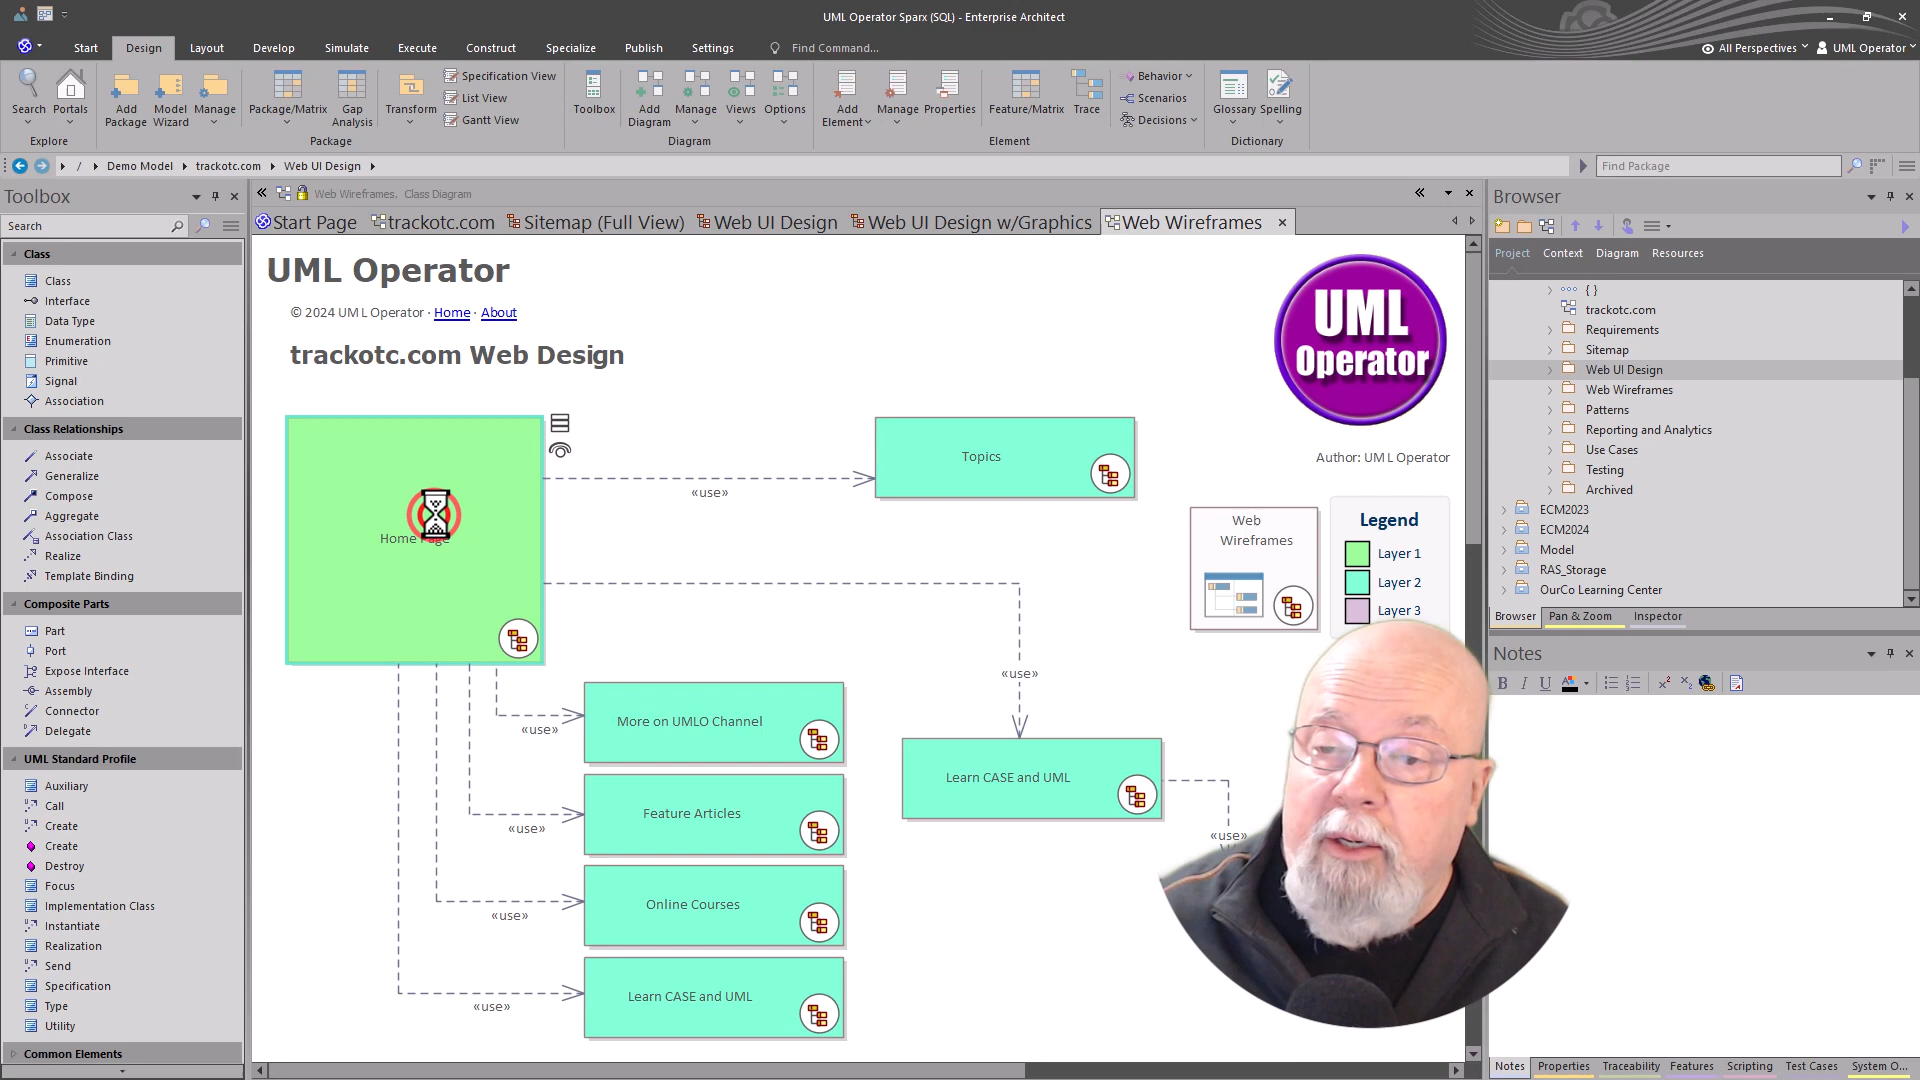 UML Operator Sparx (SQL) - Enterprise Architect
Start
Design
Layout
Develop
Simulate
Execute
Construct
Specialize
Publish
Settings
Find Command...
All Perspectives
UML Operator
Search
Portals
Explore
Add Package
Model Wizard
Manage
Package/Matrix
Gap Analysis
Transform
Specification View
List View
Gantt View
Package
Toolbox
Add Diagram
Manage
Views
Options
Diagram
Add Element
Manage
Properties
Feature/Matrix
Trace
Behavior
Scenarios
Decisions
Element
Glossary
Spelling
Dictionary
/
Demo Model
trackotc.com
Web UI Design
Find Package
Toolbox
Search
Class
Class
Interface
Data Type
Enumeration
Primitive
Signal
Association
Class Relationships
Associate
Generalize
Compose
Aggregate
Association Class
Realize
Template Binding
Composite Parts
Part
Port
Expose Interface
Assembly
Connector
Delegate
UML Standard Profile
Auxiliary
Call
Create
Create
Destroy
Focus
Implementation Class
Instantiate
Realization
Send
Specification
Type
Utility
Common Elements
Web Wireframes. Class Diagram
Start Page
trackotc.com
Sitemap (Full View)
Web UI Design
Web UI Design w/Graphics
Web Wireframes
UML Operator
© 2024 UML Operator · Home · About
trackotc.com Web Design
UML
Operator
Author: UML Operator
Home Page
«use»
Topics
Web
Wireframes
Legend
Layer 1
Layer 2
Layer 3
«use»
More on UMLO Channel
«use»
Learn CASE and UML
«use»
Feature Articles
«use»
Online Courses
«use»
Learn CASE and UML
«use»
Browser
Project
Context
Diagram
Resources
{ }
trackotc.com
Requirements
Sitemap
Web UI Design
Web Wireframes
Patterns
Reporting and Analytics
Use Cases
Testing
Archived
ECM2023
ECM2024
Model
RAS_Storage
OurCo Learning Center
Browser
Pan & Zoom
Inspector
Notes
B I U
Notes
Properties
Traceability
Features
Scripting
Test Cases
System O...